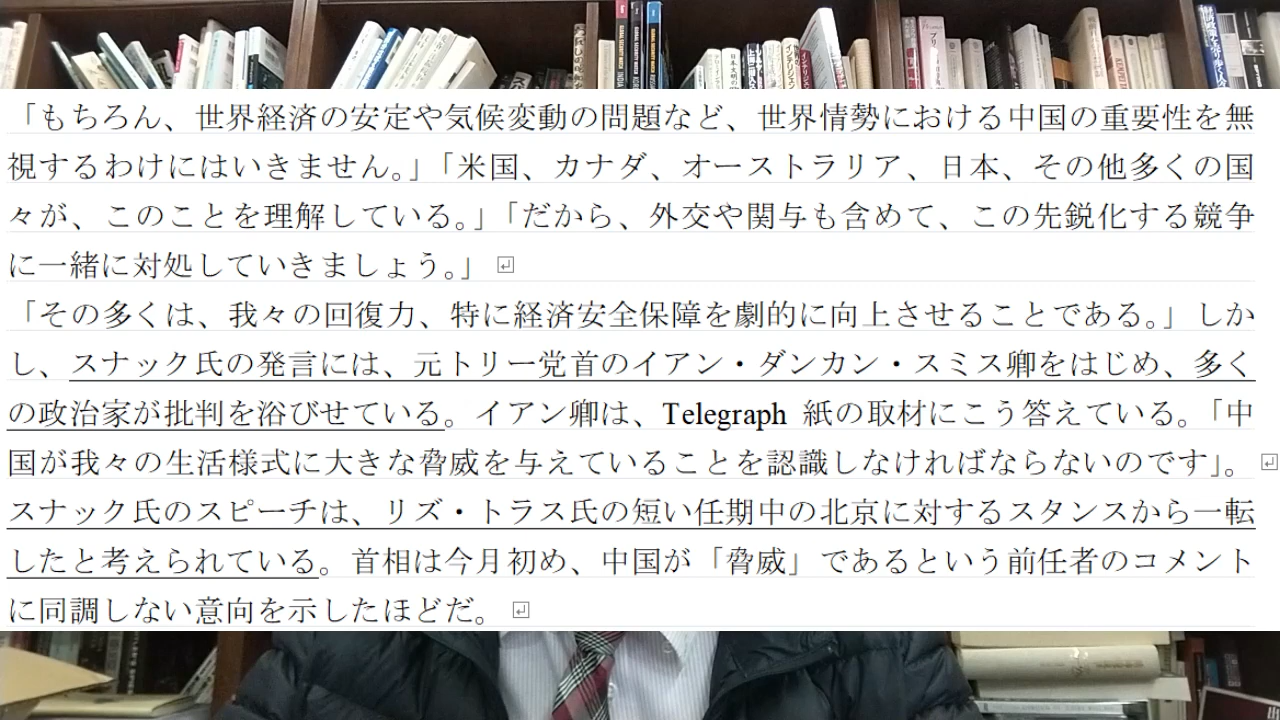 「もちろん、世界経済の安定や気候変動の問題など、世界情勢における中国の重要性を無
視するわけにはいきません。」「米国、カナダ、オーストラリア、日本、その他多くの国
々が、このことを理解している。」「だから、外交や関与も含めて、この先鋭化する競争
に一緒に対処していきましょう。」
「その多くは、我々の回復力、特に経済安全保障を劇的に向上させることである。」しか
し、スナック氏の発言には、元トリー党首のイアン・ダンカン・スミス卿をはじめ、多く
の政治家が批判を浴びせている。イアン卿は、Telegraph 紙の取材にこう答えている。「中
国が我々の生活様式に大きな脅威を与えていることを認識しなければならないのです」。
スナック氏のスピーチは、リズ・トラス氏の短い任期中の北京に対するスタンスから一転
したと考えられている。首相は今月初め、中国が「脅威」であるという前任者のコメント
に同調しない意向を示したほどだ。